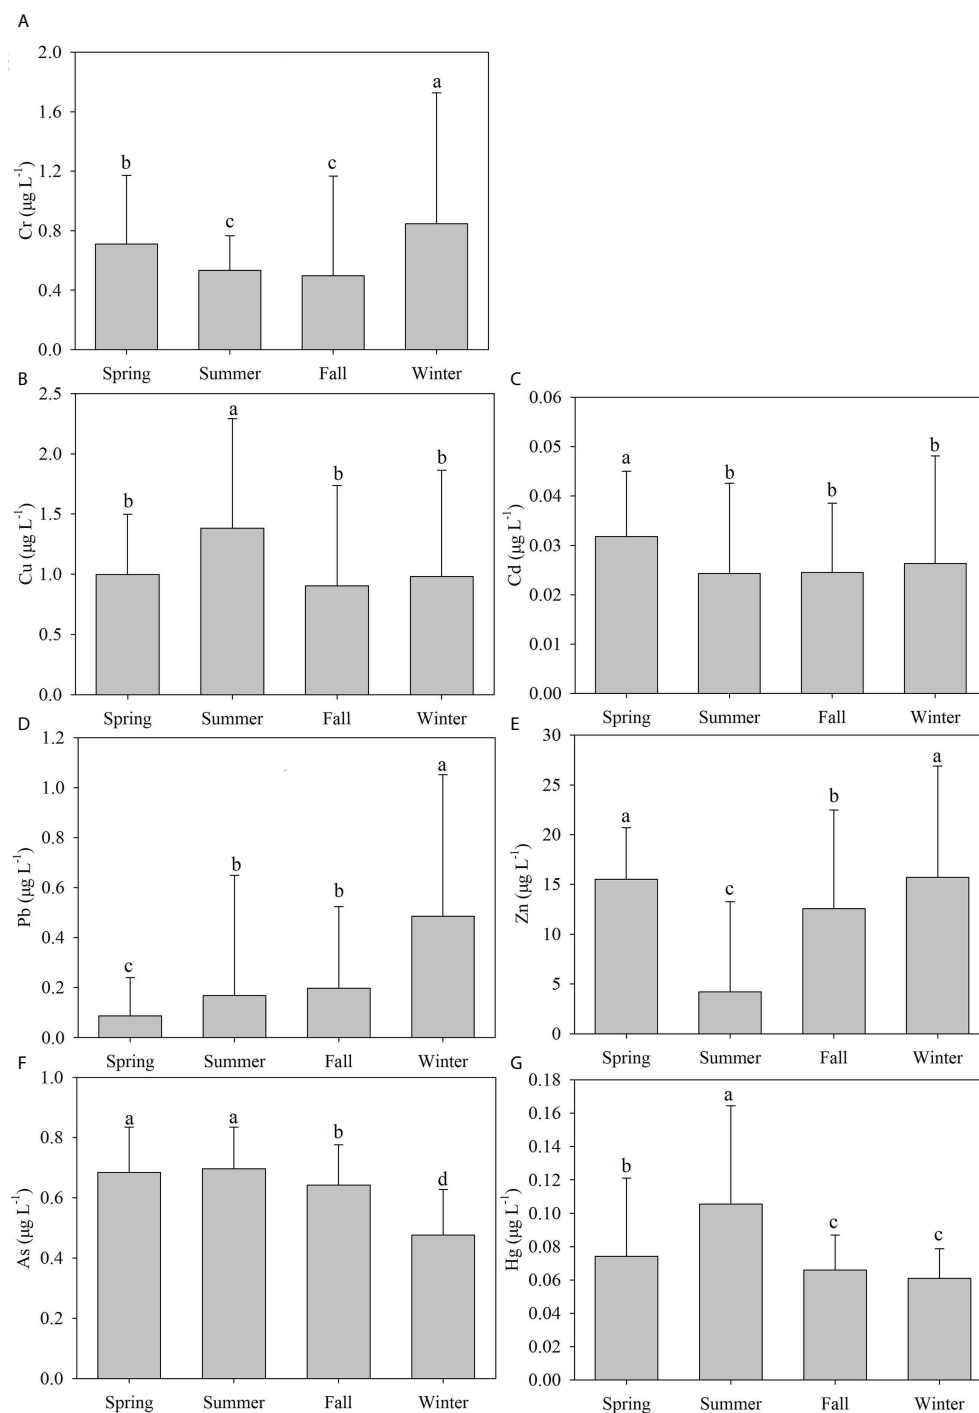 A
Cr (µg L⁻¹)
2.0
1.6
1.2
0.8
0.4
0.0
b
c
c
a
Spring Summer Fall Winter
B
Cu (µg L⁻¹)
2.5
2.0
1.5
1.0
0.5
0.0
b
a
b
b
Spring Summer Fall Winter
C
Cd (µg L⁻¹)
0.06
0.05
0.04
0.03
0.02
0.01
0.00
a
b
b
b
Spring Summer Fall Winter
D
Pb (µg L⁻¹)
1.2
1.0
0.8
0.6
0.4
0.2
0.0
c
b
b
a
Spring Summer Fall Winter
E
Zn (µg L⁻¹)
30
25
20
15
10
5
0
a
c
b
a
Spring Summer Fall Winter
F
As (µg L⁻¹)
1.0
0.8
0.6
0.4
0.2
0.0
a
a
b
d
Spring Summer Fall Winter
G
Hg (µg L⁻¹)
0.18
0.16
0.14
0.12
0.10
0.08
0.06
0.04
0.02
0.00
b
a
c
c
Spring Summer Fall Winter